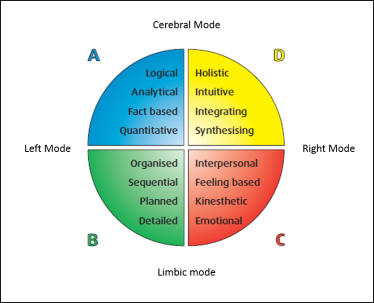 Cerebral Mode
A
D
Logical
Analytical
Fact based
Quantitative
Holistic
Intuitive
Integrating
Synthesising
Left Mode
Right Mode
Organised
Sequential
Planned
Detailed
Interpersonal
Feeling based
Kinesthetic
Emotional
B
C
Limbic mode